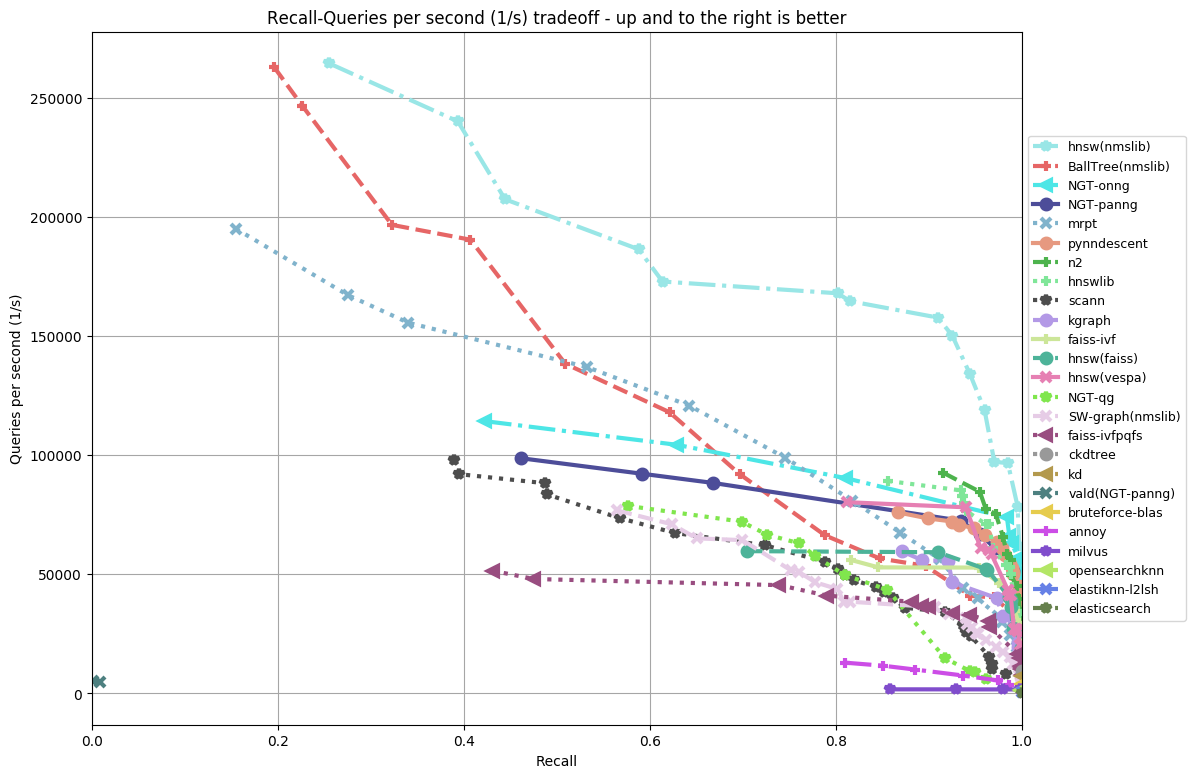 Recall-Queries per second (1/s) tradeoff - up and to the right is better
Queries per second (1/s)
250000
200000
150000
100000
50000
0
0.0
0.2
0.4
0.6
0.8
1.0
Recall
hnsw(nmslib)
BallTree(nmslib)
NGT-onng
NGT-panng
mrpt
pynndescent
n2
hnswlib
scann
kgraph
faiss-ivf
hnsw(faiss)
hnsw(vespa)
NGT-qg
SW-graph(nmslib)
faiss-ivfpqfs
ckdtree
kd
vald(NGT-panng)
bruteforce-blas
annoy
milvus
opensearchknn
elastiknn-l2lsh
elasticsearch